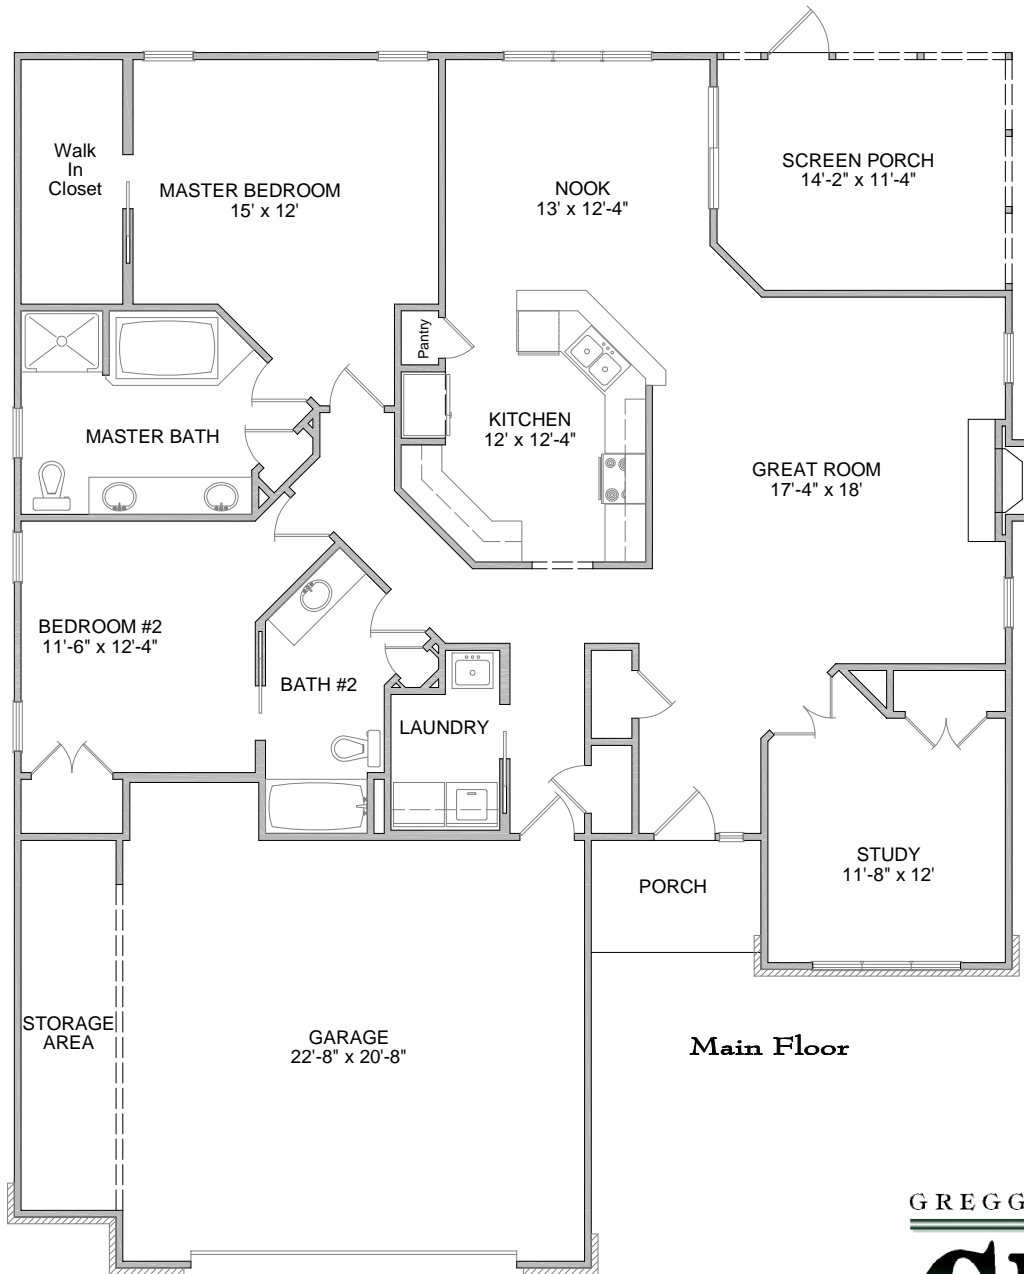 Walk
In
Closet
MASTER BEDROOM
15' x 12'
NOOK
13' x 12'-4"
SCREEN PORCH
14'-2" x 11'-4"
Pantry
MASTER BATH
KITCHEN
12' x 12'-4"
GREAT ROOM
17'-4" x 18'
BEDROOM #2
11'-6" x 12'-4"
BATH #2
LAUNDRY
STUDY
11'-8" x 12'
PORCH
STORAGE
AREA
GARAGE
22'-8" x 20'-8"
Main Floor
GREGG